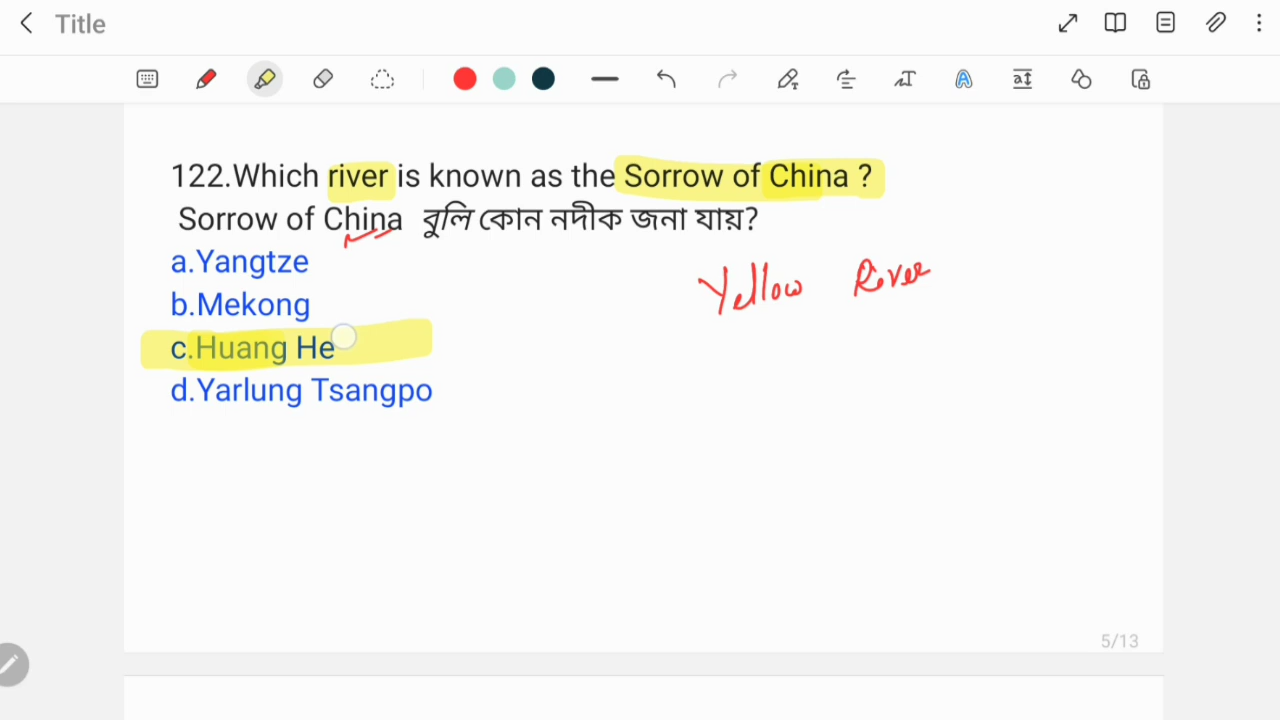 Title
122.Which river is known as the Sorrow of China ?
Sorrow of China বুলি কোন নদীক জনা যায়?
a.Yangtze
Yellow River
b.Mekong
c.Huang He
d.Yarlung Tsangpo
5/13